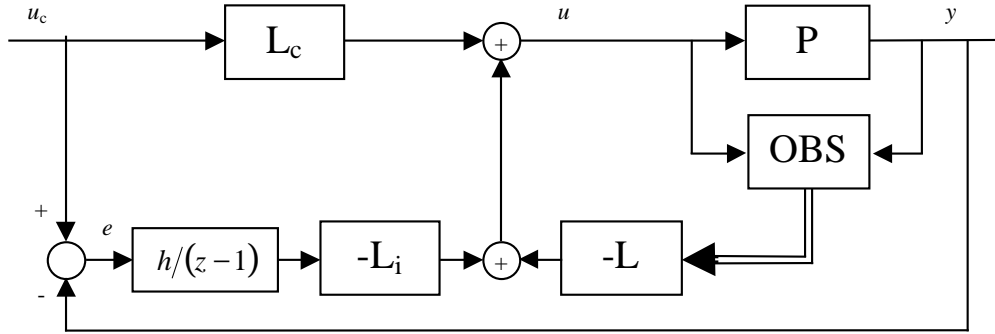 u_c
u
y
L_c
+
P
OBS
+
e
h/(z − 1)
-L_i
+
-L
-